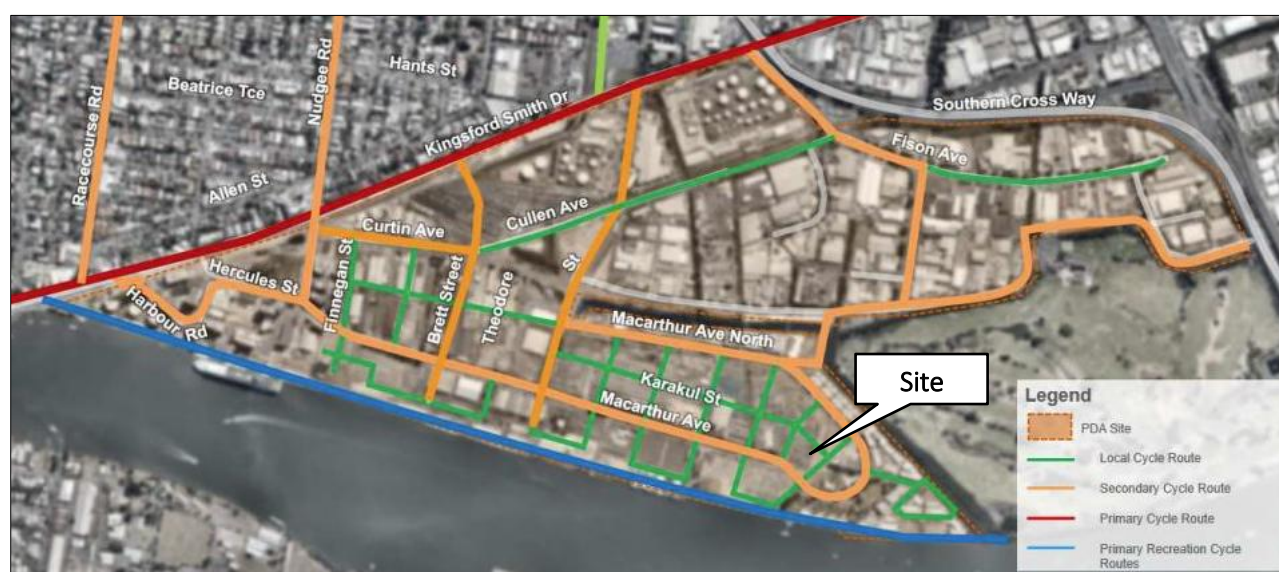 Racecourse Rd
Beatrice Tce
Nudgee Rd
Hants St
Kingsford Smith Dr
Southern Cross Way
Fison Ave
Allen St
Cullen Ave
Curtin Ave
Hercules St
Harbour Rd
Finnegan St
Brett Street
Theodore
St
Macarthur Ave North
Karakul St
Macarthur Ave
Site
Legend
PDA Site
Local Cycle Route
Secondary Cycle Route
Primary Cycle Route
Primary Recreation Cycle
Routes